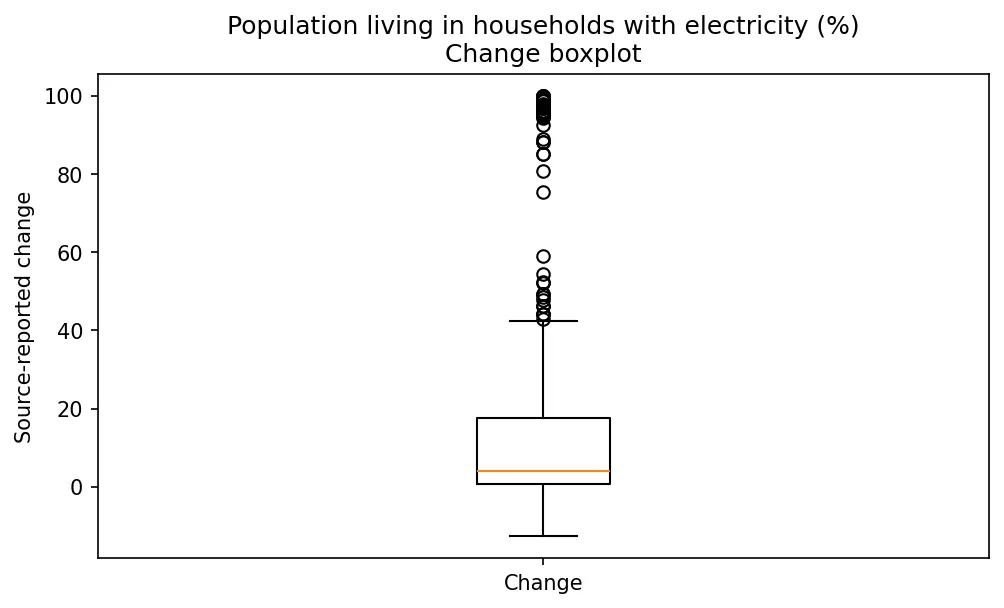 Population living in households with electricity (%)
Change boxplot
Source-reported change
100
80
60
40
20
0
Change